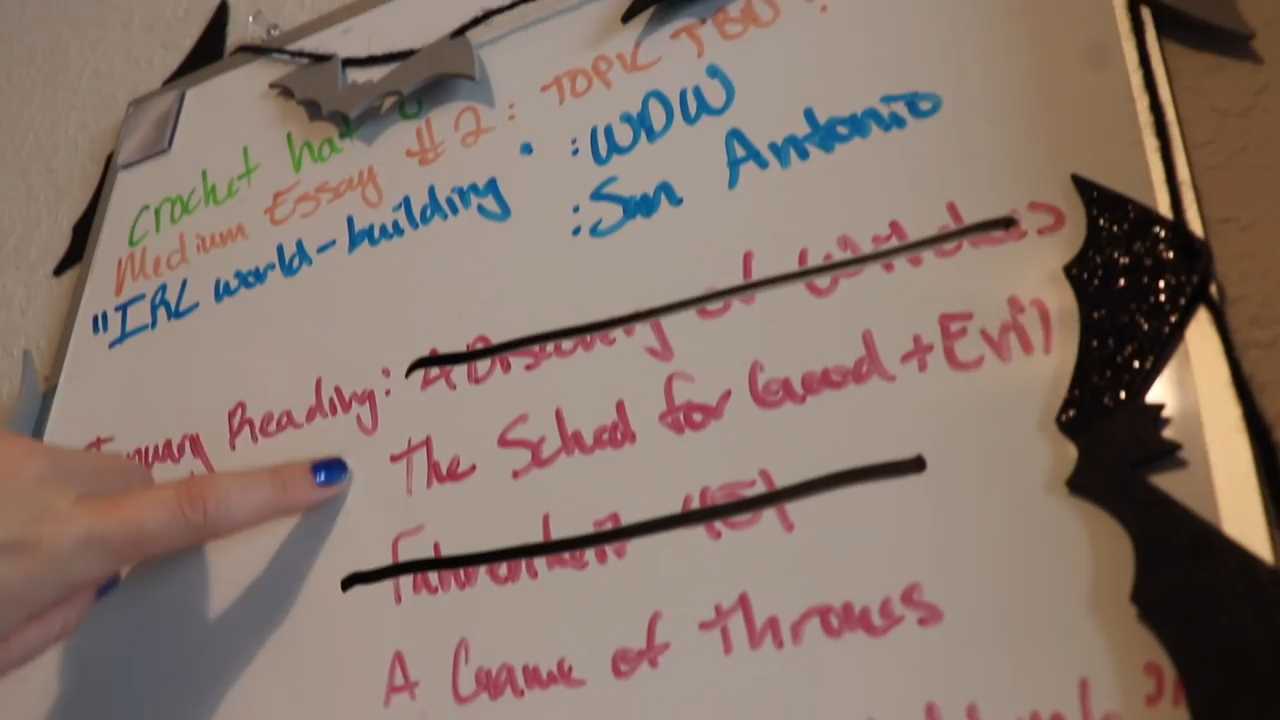 crochet hat
Medium Essay #2: TOPIC TBD!
"IRL world-building" : WDW
: San Antonio
January Reading: A Discovery of Witches
The School for Good + Evil
Fahrenheit 451
A Game of Thrones